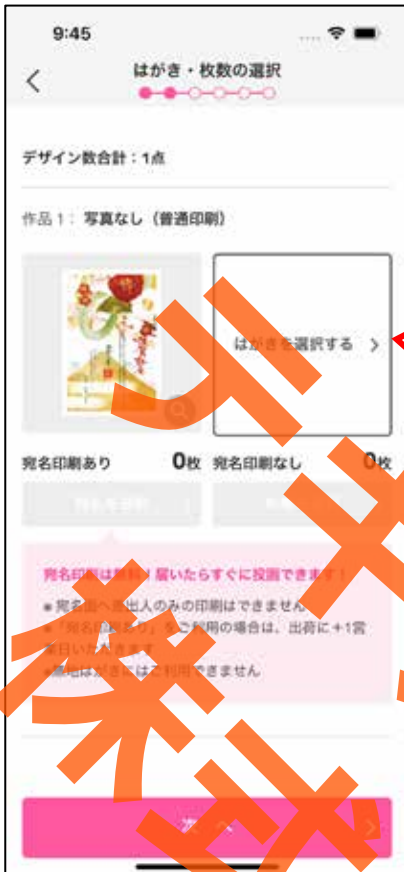 9:45
はがき・枚数の選択
デザイン数合計:1点
作品1: 写真なし(普通印刷)
はがきを選択する
宛名印刷あり 0枚 宛名印刷なし 0枚
宛名印刷は無料!届いたらすぐに投函できます!
■宛名面へ差出人のみの印刷はできません
■「宛名印刷あり」をご利用の場合は、出荷に+1営
業日いただきます
■無地はがきにはご利用できません
次へ